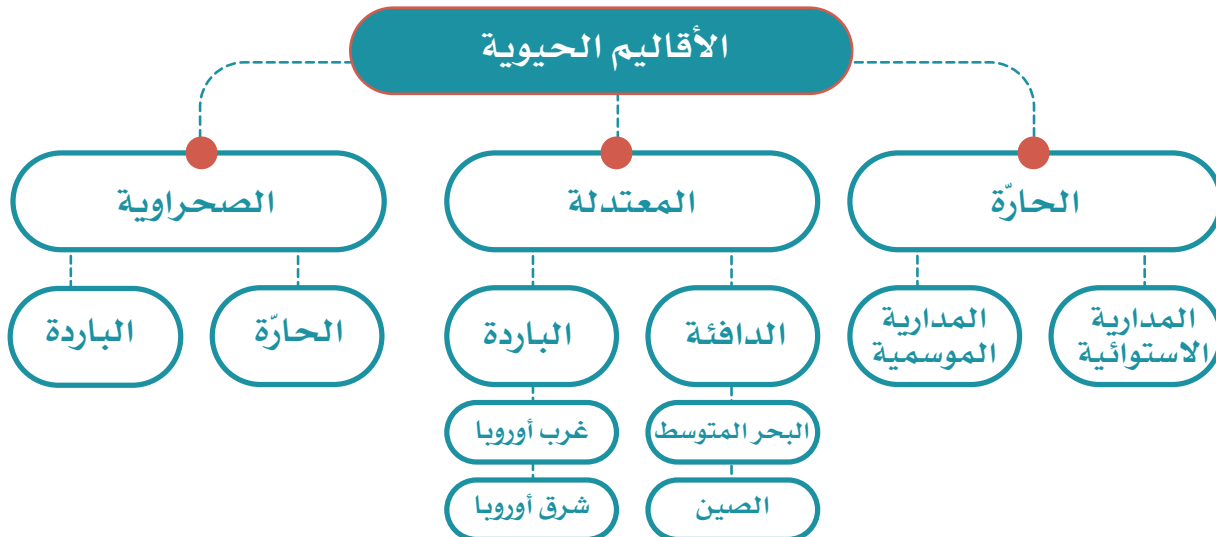 الأقاليم الحيوية
الحارّة
المعتدلة
الصحراوية
المدارية
الاستوائية
المدارية
الموسمية
الدافئة
الباردة
الحارّة
الباردة
البحر المتوسط
غرب أوروبا
الصين
شرق أوروبا